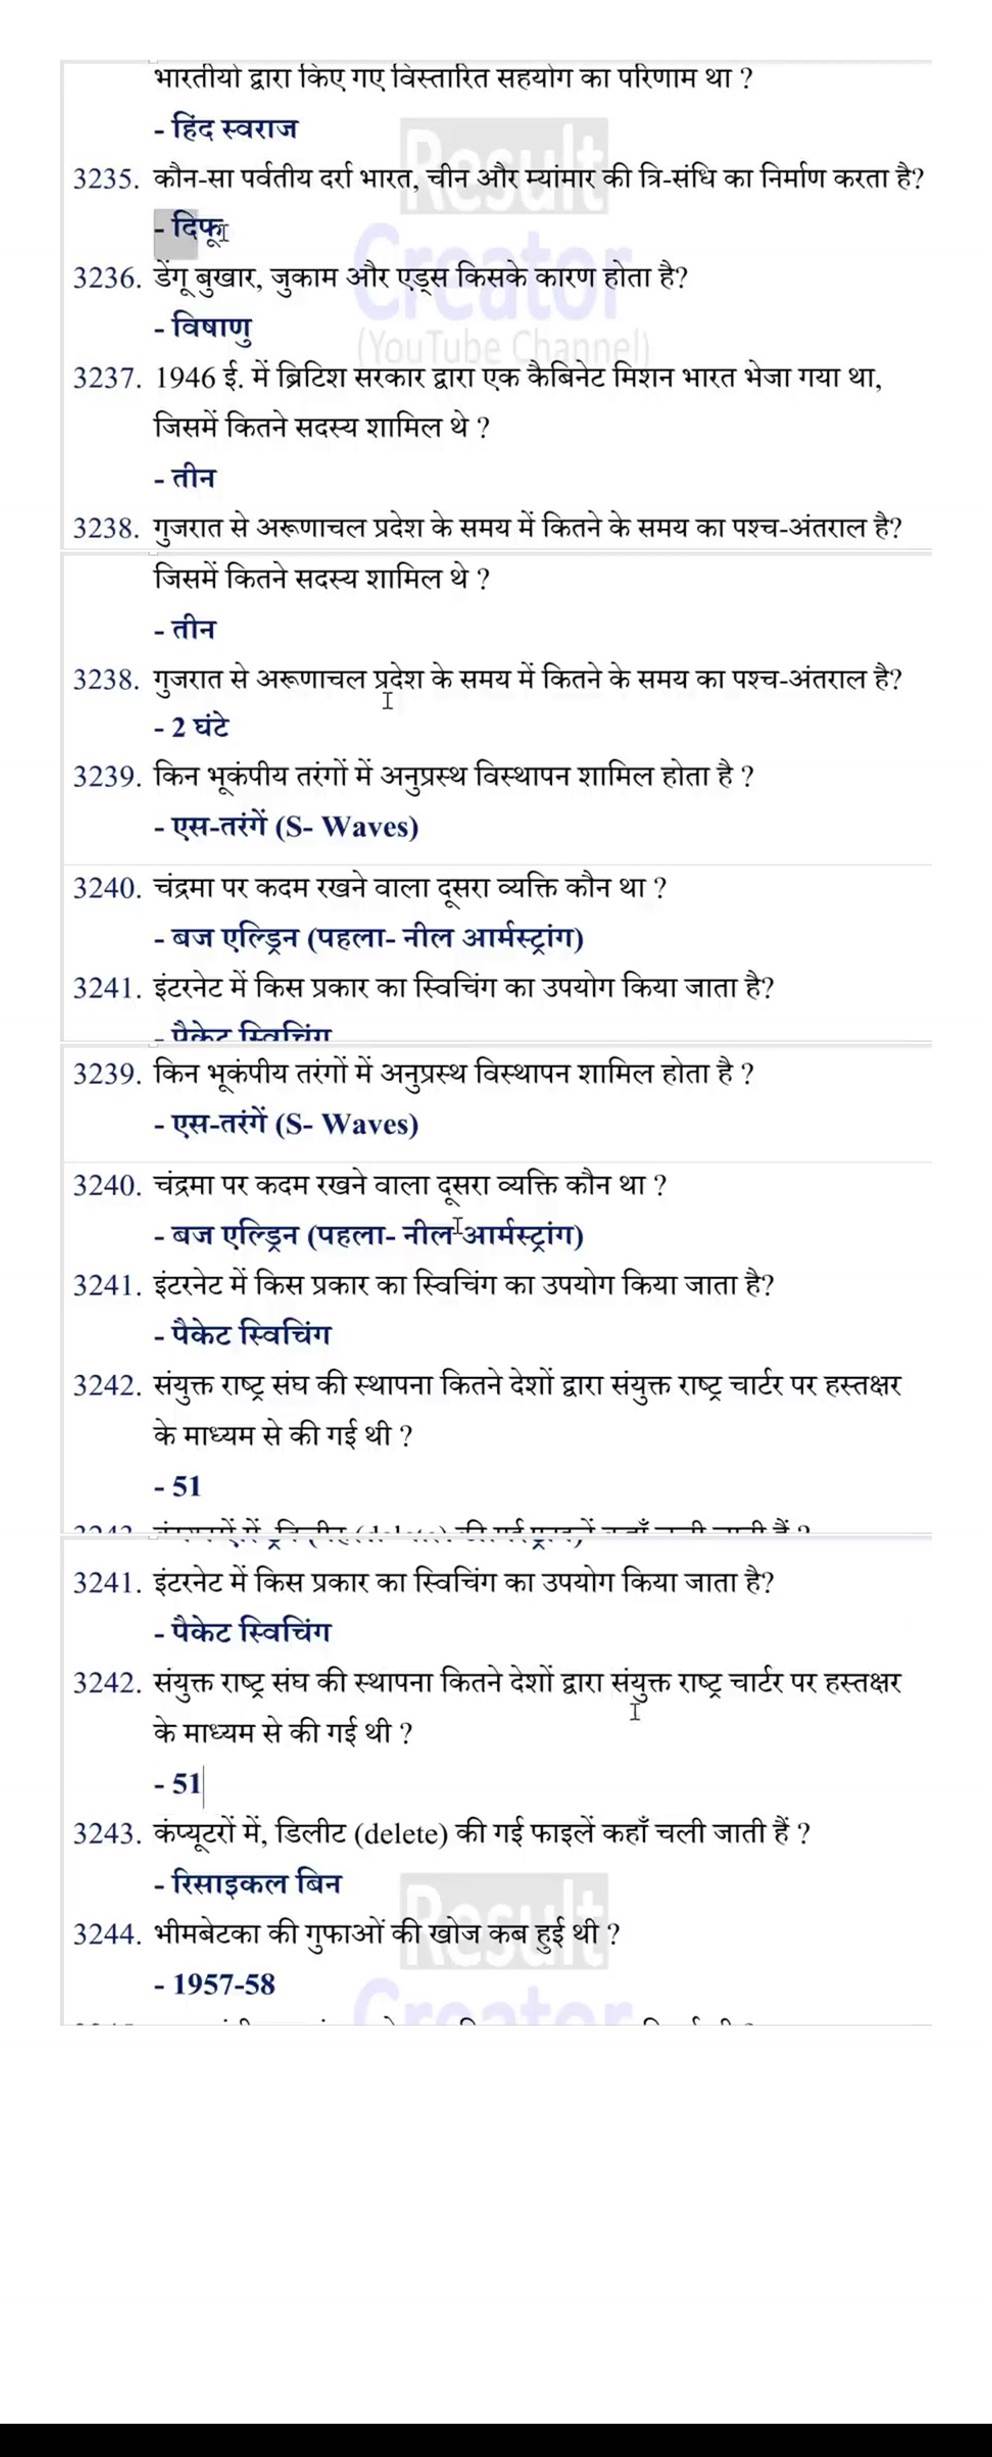 भारतीयों द्वारा किए गए विस्तारित सहयोग का परिणाम था ?
- हिंद स्वराज
Result
3235. कौन-सा पर्वतीय दर्रा भारत, चीन और म्यांमार की त्रि-संधि का निर्माण करता है?
- दिफू
Creator
3236. डेंगू बुखार, जुकाम और एड्स किसके कारण होता है?
- विषाणु
(YouTube Channel)
3237. 1946 ई. में ब्रिटिश सरकार द्वारा एक कैबिनेट मिशन भारत भेजा गया था,
जिसमें कितने सदस्य शामिल थे ?
- तीन
3238. गुजरात से अरूणाचल प्रदेश के समय में कितने के समय का पश्च-अंतराल है?
जिसमें कितने सदस्य शामिल थे ?
- तीन
3238. गुजरात से अरूणाचल प्रदेश के समय में कितने के समय का पश्च-अंतराल है?
- 2 घंटे
3239. किन भूकंपीय तरंगों में अनुप्रस्थ विस्थापन शामिल होता है ?
- एस-तरंगें (S- Waves)
3240. चंद्रमा पर कदम रखने वाला दूसरा व्यक्ति कौन था ?
- बज एल्ड्रिन (पहला- नील आर्मस्ट्रांग)
3241. इंटरनेट में किस प्रकार का स्विचिंग का उपयोग किया जाता है?
- पैकेट स्विचिंग
3239. किन भूकंपीय तरंगों में अनुप्रस्थ विस्थापन शामिल होता है ?
- एस-तरंगें (S- Waves)
3240. चंद्रमा पर कदम रखने वाला दूसरा व्यक्ति कौन था ?
- बज एल्ड्रिन (पहला- नील आर्मस्ट्रांग)
3241. इंटरनेट में किस प्रकार का स्विचिंग का उपयोग किया जाता है?
- पैकेट स्विचिंग
3242. संयुक्त राष्ट्र संघ की स्थापना कितने देशों द्वारा संयुक्त राष्ट्र चार्टर पर हस्तक्षर
के माध्यम से की गई थी ?
- 51
3241. इंटरनेट में किस प्रकार का स्विचिंग का उपयोग किया जाता है?
- पैकेट स्विचिंग
3242. संयुक्त राष्ट्र संघ की स्थापना कितने देशों द्वारा संयुक्त राष्ट्र चार्टर पर हस्तक्षर
के माध्यम से की गई थी ?
- 51
3243. कंप्यूटरों में, डिलीट (delete) की गई फाइलें कहाँ चली जाती हैं ?
- रिसाइकल बिन
Result
3244. भीमबेटका की गुफाओं की खोज कब हुई थी ?
- 1957-58
Creator